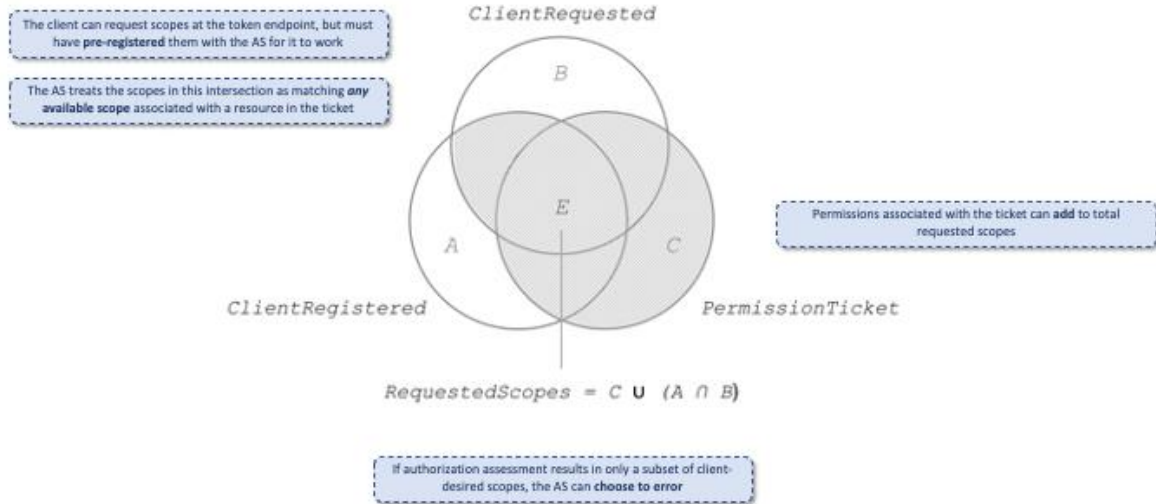 ClientRequested
The client can request scopes at the token endpoint, but must
have pre-registered them with the AS for it to work
B
The AS treats the scopes in this intersection as matching any
available scope associated with a resource in the ticket
E
Permissions associated with the ticket can add to total
requested scopes
A
C
ClientRegistered
PermissionTicket
RequestedScopes = C ∪ (A ∩ B)
If authorization assessment results in only a subset of client-
desired scopes, the AS can choose to error